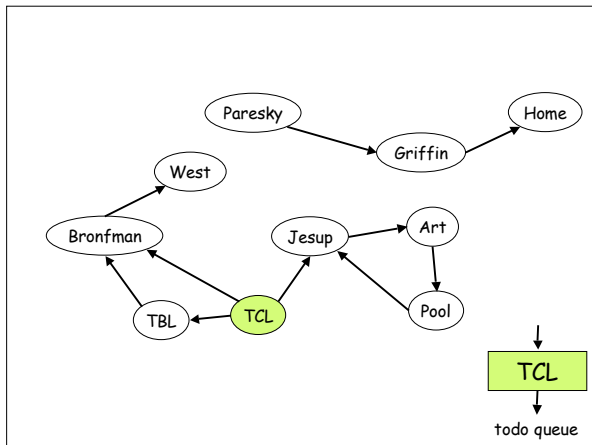 Paresky
Home
Griffin
West
Bronfman
Jesup
Art
TBL
TCL
Pool
TCL
todo queue